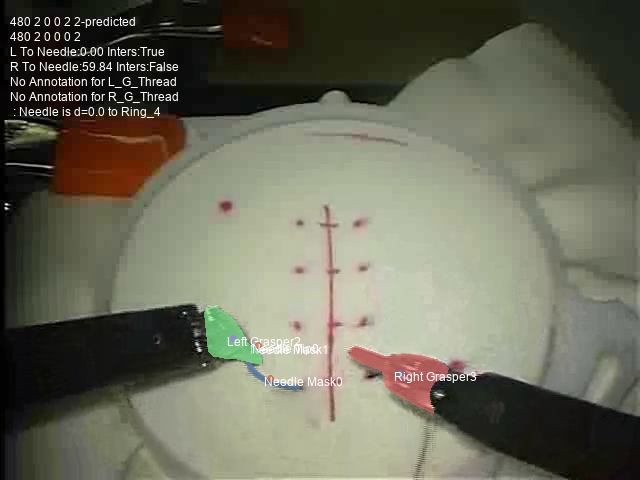 480 2 0 0 2 2-predicted
480 2 0 0 0 2
L To Needle:0.00 Inters:True
R To Needle:59.84 Inters:False
No Annotation for L_G_Thread
No Annotation for R_G_Thread
: Needle is d=0.0 to Ring_4
Left Grasper2
Needle Mask1
Right Grasper3
Needle Mask0